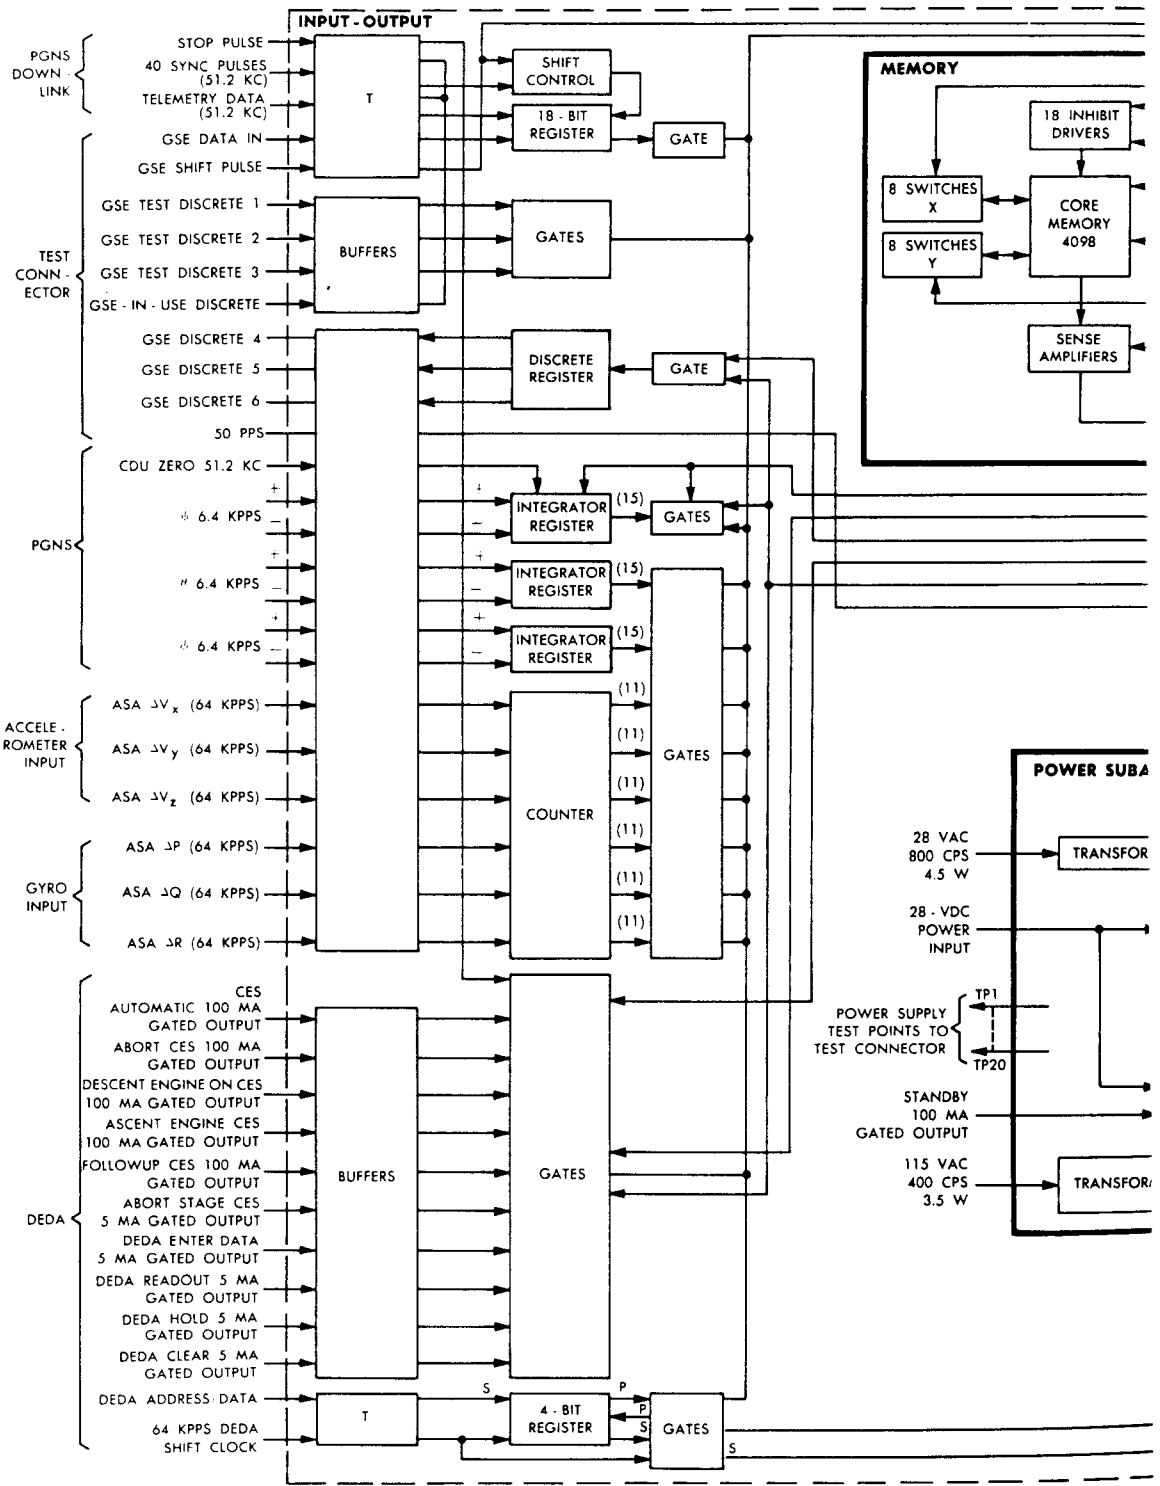 INPUT - OUTPUT
PGNS
DOWN -
LINK
STOP PULSE
40 SYNC PULSES
(51.2 KC)
TELEMETRY DATA
(51.2 KC)
GSE DATA IN
GSE SHIFT PULSE
T
SHIFT
CONTROL
18 - BIT
REGISTER
GATE
TEST
CONN -
ECTOR
GSE TEST DISCRETE 1
GSE TEST DISCRETE 2
GSE TEST DISCRETE 3
GSE - IN - USE DISCRETE
BUFFERS
GATES
GSE DISCRETE 4
GSE DISCRETE 5
GSE DISCRETE 6
50 PPS
DISCRETE
REGISTER
GATE
PGNS
CDU ZERO 51.2 KC
+
6.4 KPPS
−
+
6.4 KPPS
−
+
6.4 KPPS
−
+
−
+
−
+
−
INTEGRATOR
REGISTER
(15)
GATES
INTEGRATOR
REGISTER
(15)
INTEGRATOR
REGISTER
(15)
ACCELE -
ROMETER
INPUT
ASA ΔVx (64 KPPS)
ASA ΔVy (64 KPPS)
ASA ΔVz (64 KPPS)
GYRO
INPUT
ASA ΔP (64 KPPS)
ASA ΔQ (64 KPPS)
ASA ΔR (64 KPPS)
COUNTER
(11)
(11)
(11)
(11)
(11)
(11)
GATES
DEDA
CES
AUTOMATIC 100 MA
GATED OUTPUT
ABORT CES 100 MA
GATED OUTPUT
DESCENT ENGINE ON CES
100 MA GATED OUTPUT
ASCENT ENGINE CES
100 MA GATED OUTPUT
FOLLOWUP CES 100 MA
GATED OUTPUT
ABORT STAGE CES
5 MA GATED OUTPUT
DEDA ENTER DATA
5 MA GATED OUTPUT
DEDA READOUT 5 MA
GATED OUTPUT
DEDA HOLD 5 MA
GATED OUTPUT
DEDA CLEAR 5 MA
GATED OUTPUT
BUFFERS
GATES
DEDA ADDRESS/DATA
64 KPPS DEDA
SHIFT CLOCK
T
S
4 - BIT
REGISTER
P
P
S
GATES
S
MEMORY
18 INHIBIT
DRIVERS
8 SWITCHES
X
8 SWITCHES
Y
CORE
MEMORY
4098
SENSE
AMPLIFIERS
POWER SUBA
28 VAC
800 CPS
4.5 W
TRANSFOR
28 - VDC
POWER
INPUT
POWER SUPPLY
TEST POINTS TO
TEST CONNECTOR
TP1
TP20
STANDBY
100 MA
GATED OUTPUT
115 VAC
400 CPS
3.5 W
TRANSFOR